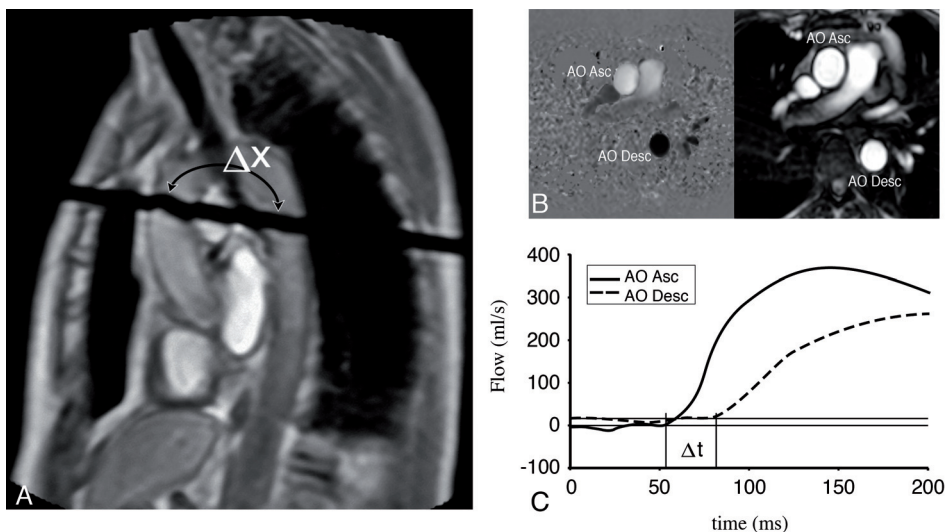 ΔX
A
AO Asc
AO Desc
B
AO Asc
AO Desc
400
300
200
100
0
-100
Flow (ml/s)
AO Asc
AO Desc
Δt
0
50
100
150
200
time (ms)
C